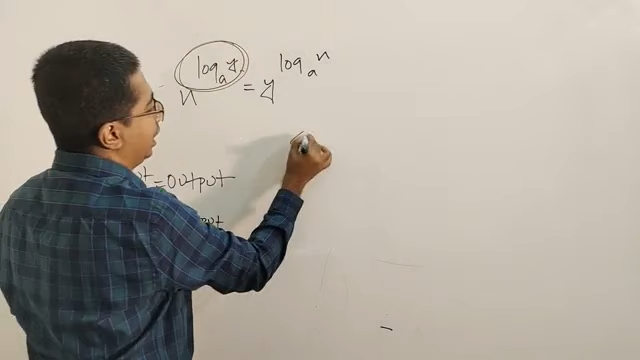 x^{log_a y} = y^{log_a x}
=output